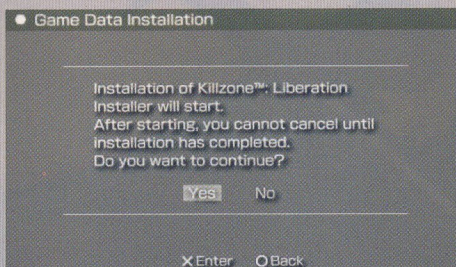 Game Data Installation
Installation of Killzone™: Liberation
Installer will start.
After starting, you cannot cancel until
installation has completed.
Do you want to continue?
Yes No
X Enter O Back